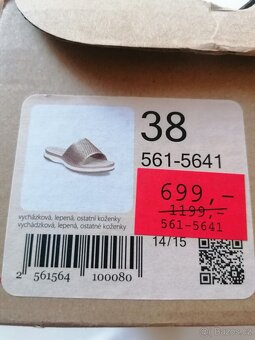 38
561-5641
699,-
1199,-
561-5641
vycházková, lepená, ostatní koženky
vychádzková, lepená, ostatné koženky
14/15
2 561564 100080